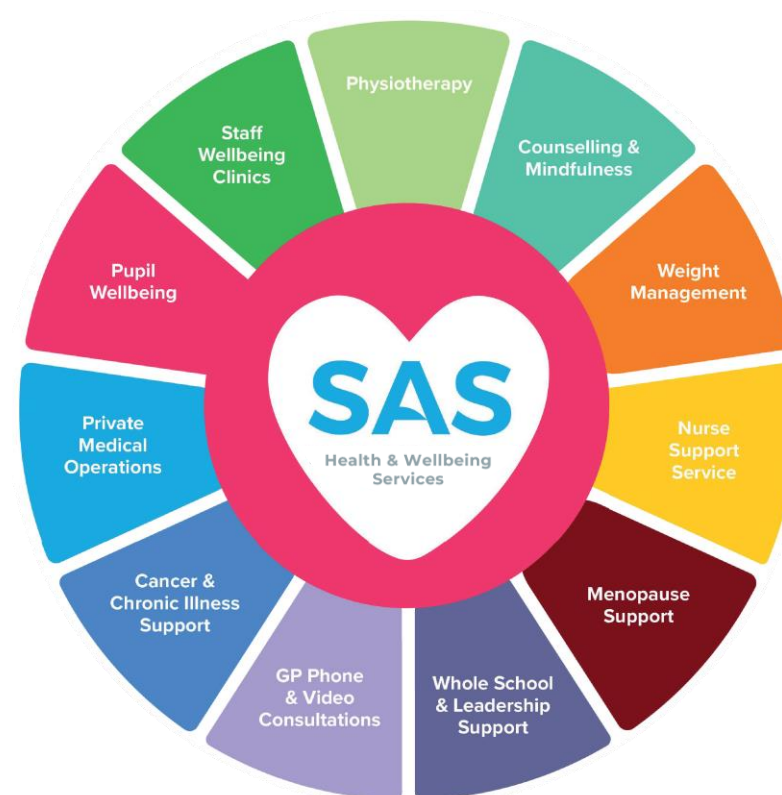 Physiotherapy
Counselling &
Mindfulness
Weight
Management
Nurse
Support
Service
Menopause
Support
Whole School
& Leadership
Support
GP Phone
& Video
Consultations
Cancer &
Chronic Illness
Support
Private
Medical
Operations
Pupil
Wellbeing
Staff
Wellbeing
Clinics
SAS
Health & Wellbeing
Services